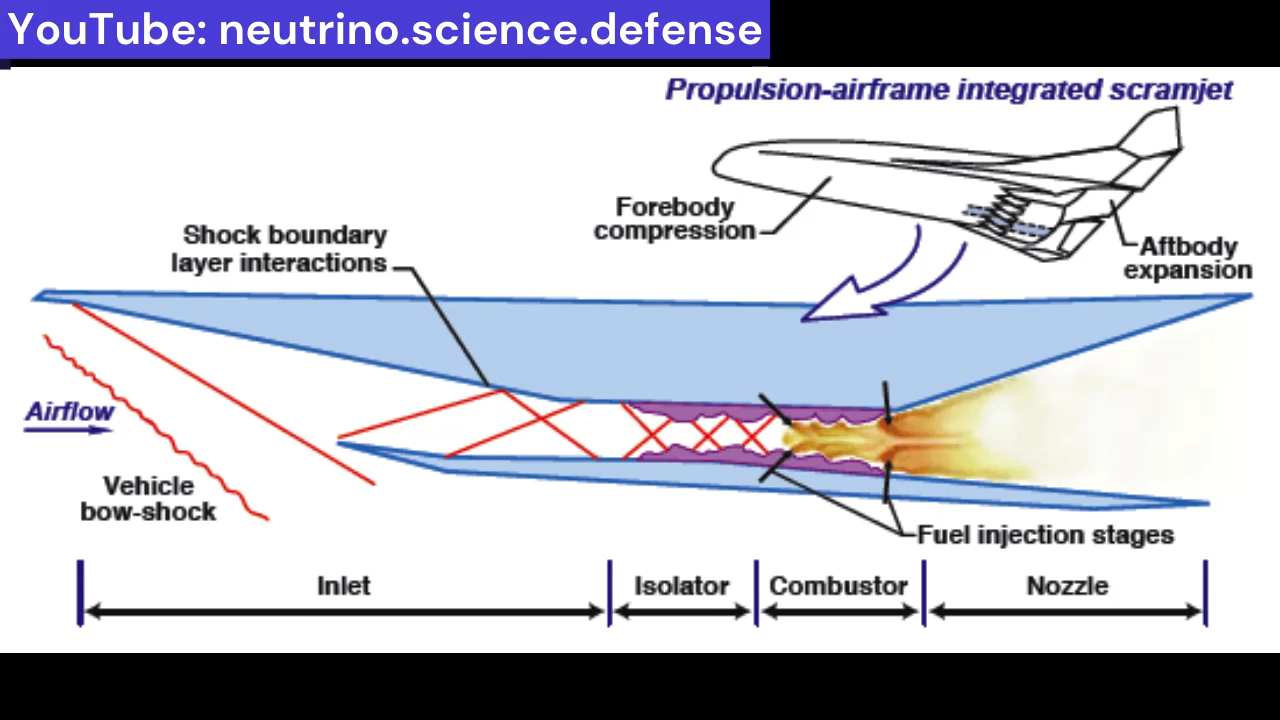 YouTube: neutrino.science.defense
Propulsion-airframe integrated scramjet
Forebody
compression
Shock boundary
layer interactions
Aftbody
expansion
Airflow
Vehicle
bow-shock
Fuel injection stages
Inlet
Isolator
Combustor
Nozzle